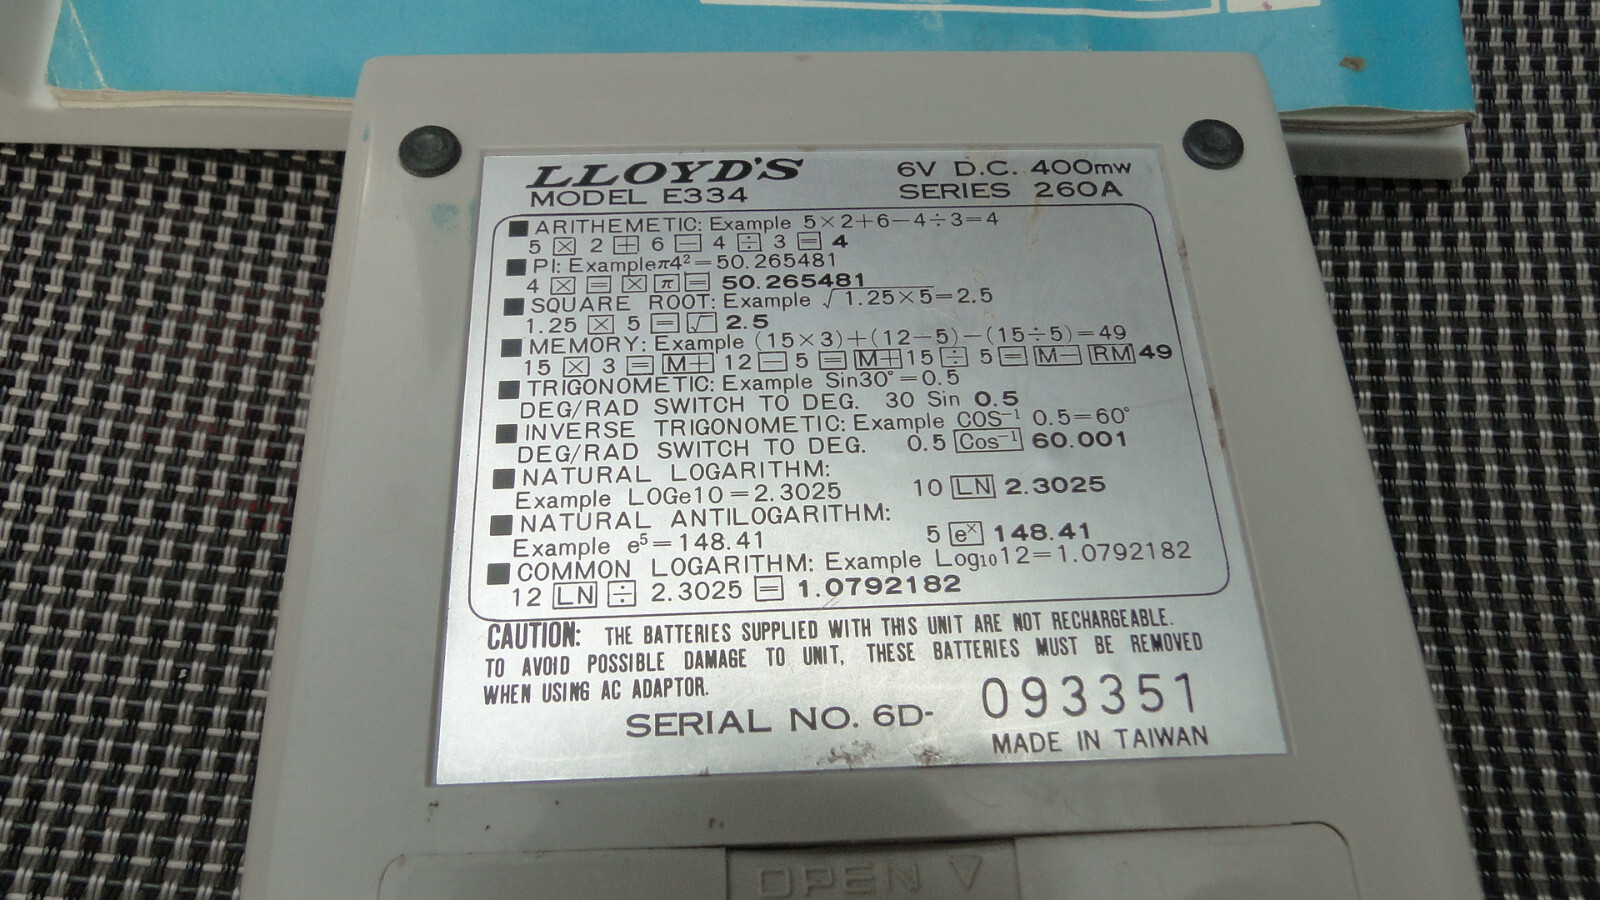 LLOYD'S 6V D.C. 400mw
MODEL E334 SERIES 260A
■ ARITHEMETIC: Example 5×2+6−4÷3=4
5 [×] 2 [+] 6 [−] 4 [÷] 3 [=] 4
■ PI: Exampleπ4²=50.265481
4 [×] [=] [×] [π] [=] 50.265481
■ SQUARE ROOT: Example √1.25×5=2.5
1.25 [×] 5 [=] [√] 2.5
■ MEMORY: Example (15×3)+(12−5)−(15÷5)=49
15 [×] 3 [=] [M+] 12 [−] 5 [=] [M+] 15 [÷] 5 [=] [M−] [RM] 49
■ TRIGONOMETIC: Example Sin30°=0.5
DEG/RAD SWITCH TO DEG. 30 Sin 0.5
■ INVERSE TRIGONOMETIC: Example COS⁻¹ 0.5=60°
DEG/RAD SWITCH TO DEG. 0.5 [Cos⁻¹] 60.001
■ NATURAL LOGARITHM:
Example LOGe10=2.3025 10 [LN] 2.3025
■ NATURAL ANTILOGARITHM:
Example e⁵=148.41 5 [eˣ] 148.41
■ COMMON LOGARITHM: Example Log₁₀12=1.0792182
12 [LN] [÷] 2.3025 [=] 1.0792182
CAUTION: THE BATTERIES SUPPLIED WITH THIS UNIT ARE NOT RECHARGEABLE.
TO AVOID POSSIBLE DAMAGE TO UNIT, THESE BATTERIES MUST BE REMOVED
WHEN USING AC ADAPTOR.
SERIAL NO. 6D- 093351
MADE IN TAIWAN
OPEN ▽